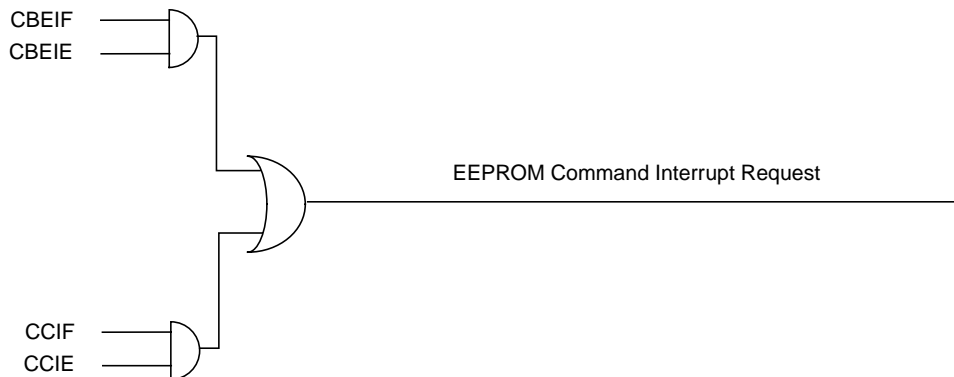 CBEIF
CBEIE
EEPROM Command Interrupt Request
CCIF
CCIE